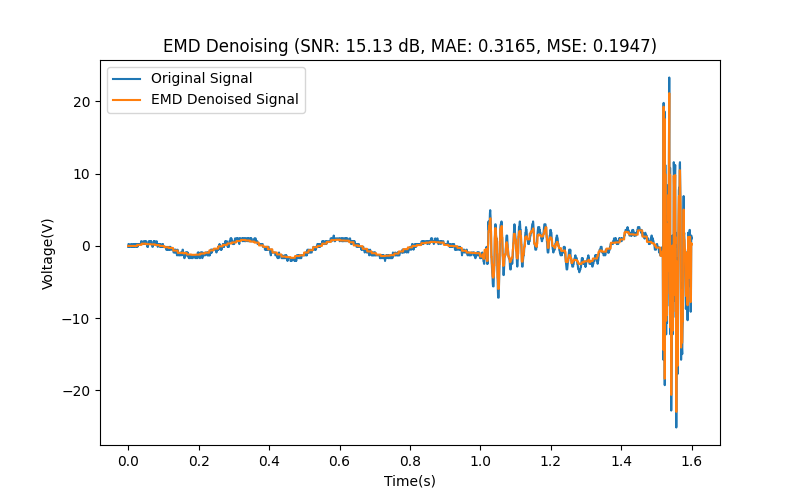 EMD Denoising (SNR: 15.13 dB, MAE: 0.3165, MSE: 0.1947)
Original Signal
EMD Denoised Signal
Voltage(V)
20
10
0
−10
−20
0.0 0.2 0.4 0.6 0.8 1.0 1.2 1.4 1.6
Time(s)